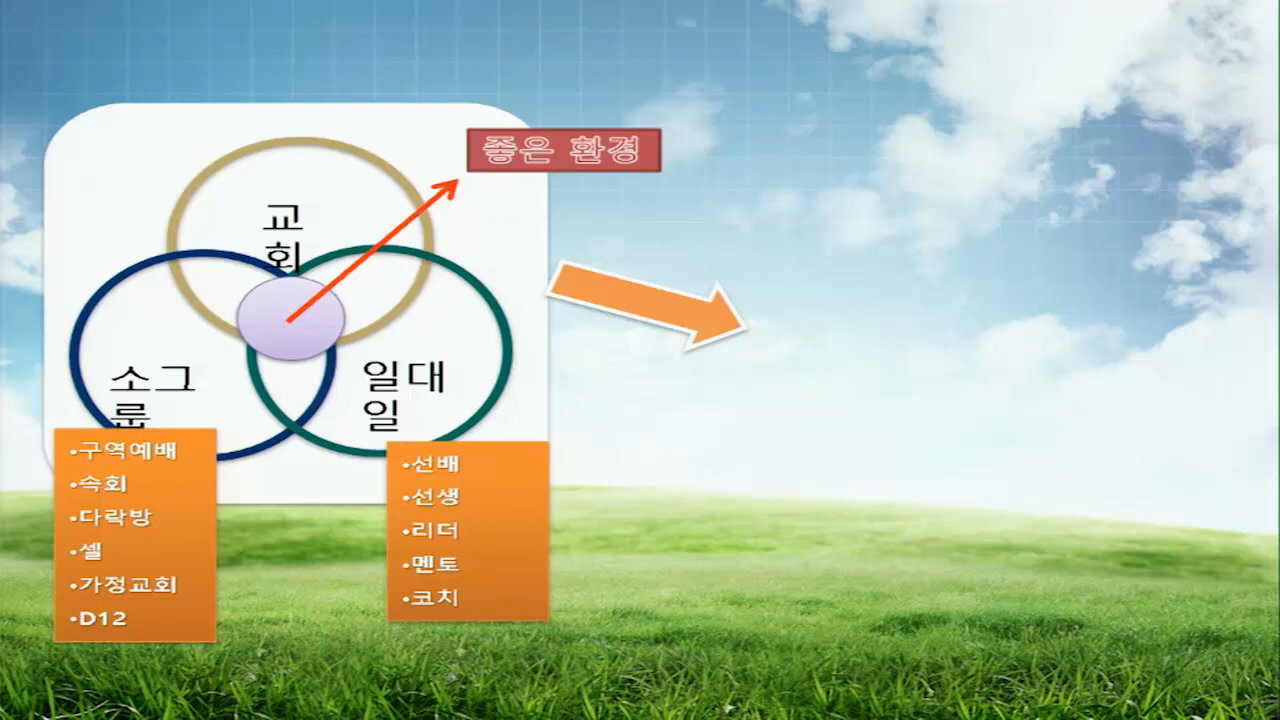 좋은 환경
교
회
소그
룹
일대
일
•구역예배
•속회
•다락방
•셀
•가정교회
•D12
•선배
•선생
•리더
•멘토
•코치